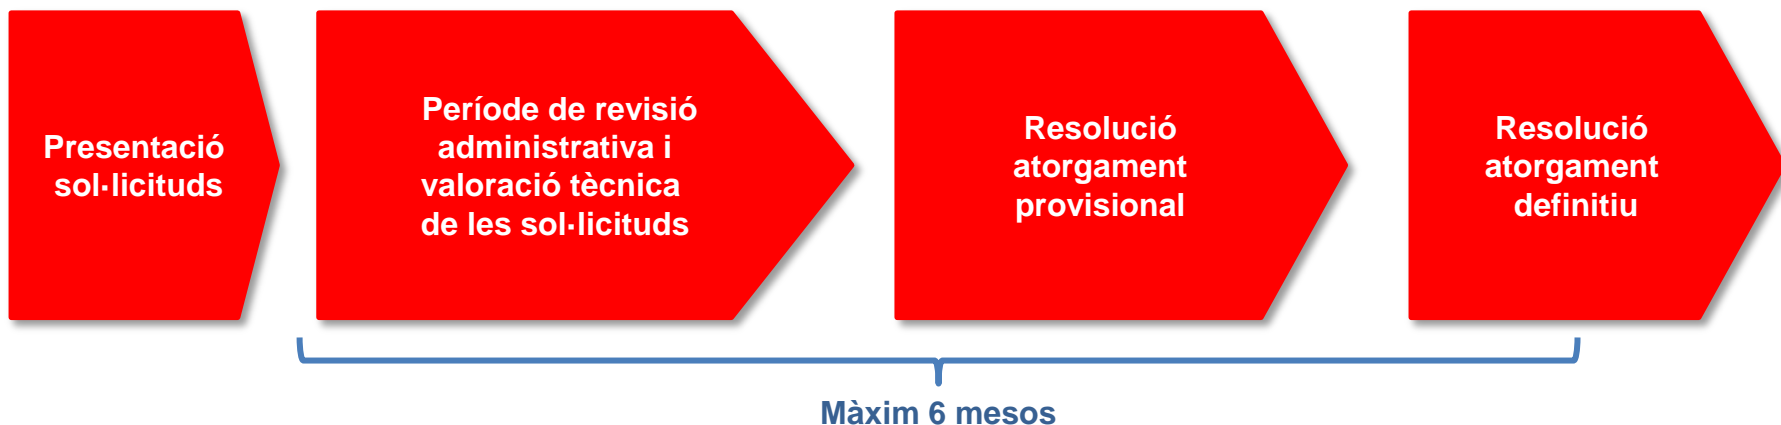 Presentació
sol·licituds
Període de revisió
administrativa i
valoració tècnica
de les sol·licituds
Resolució
atorgament
provisional
Resolució
atorgament
definitiu
Màxim 6 mesos